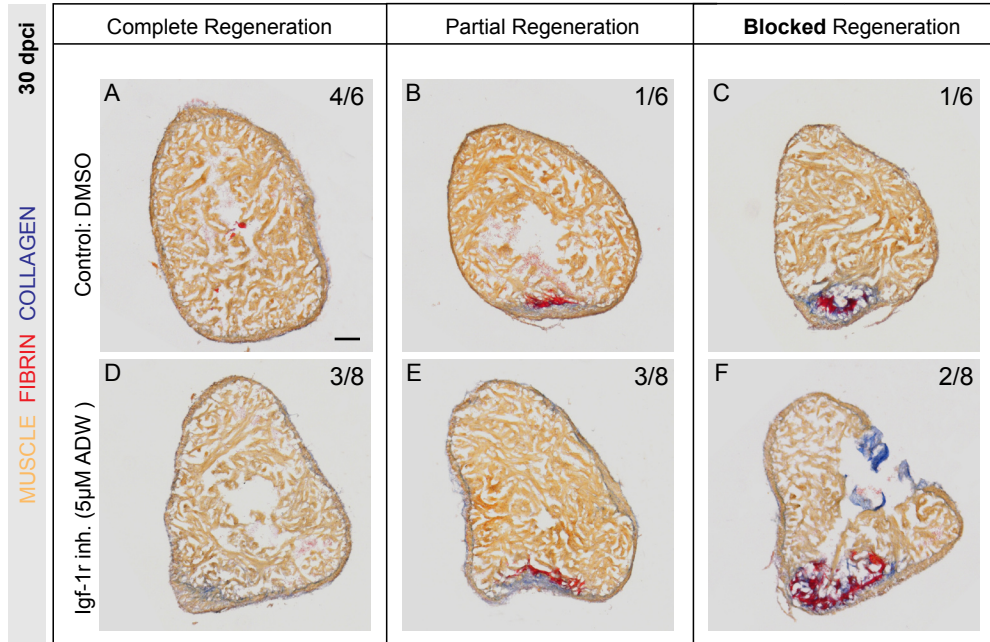 Complete Regeneration
Partial Regeneration
Blocked Regeneration
30 dpci
MUSCLE FIBRIN COLLAGEN
Control: DMSO
A
4/6
B
1/6
C
1/6
Igf-1r inh. (5µM ADW )
D
3/8
E
3/8
F
2/8